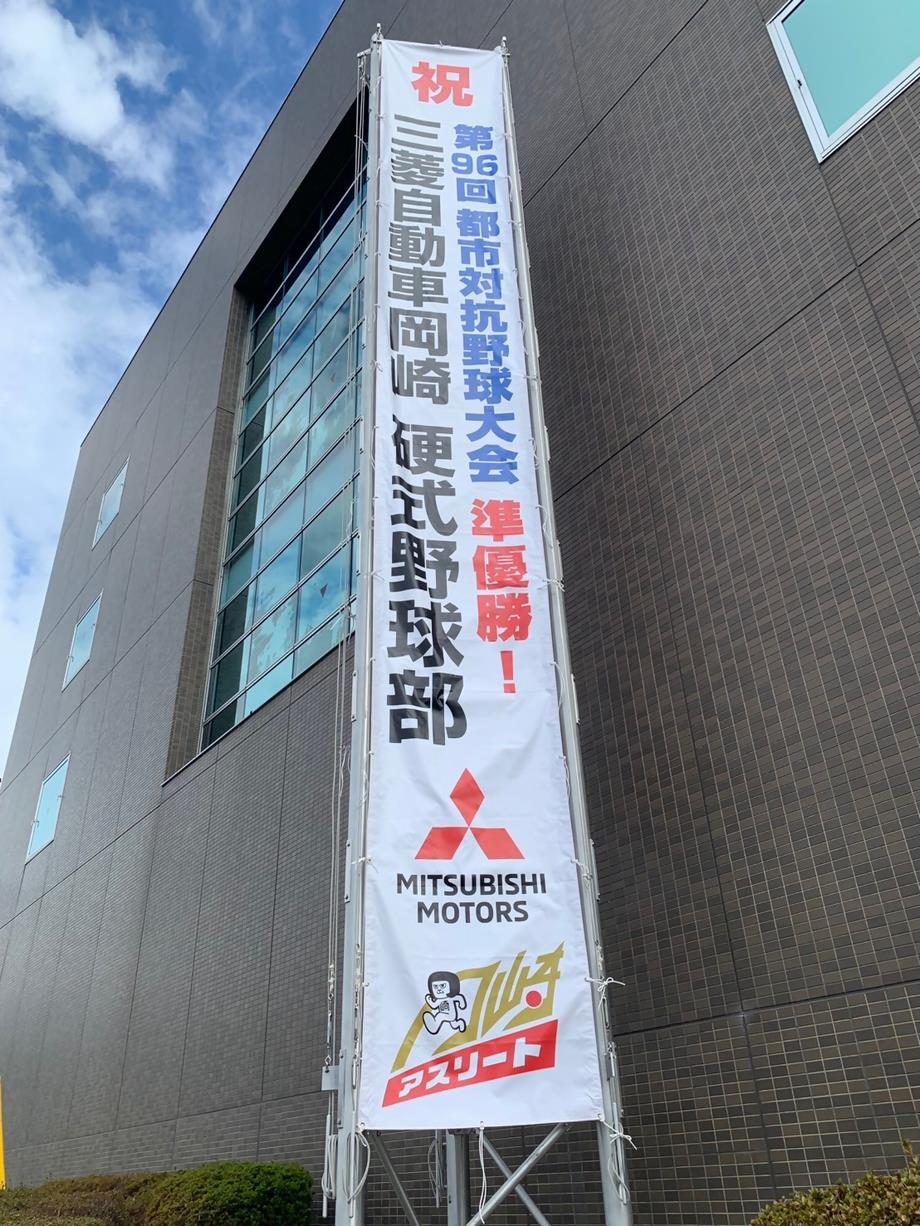 祝
第96回 都市対抗野球大会 準優勝！
三菱自動車岡崎 硬式野球部
MITSUBISHI
MOTORS
アスリート